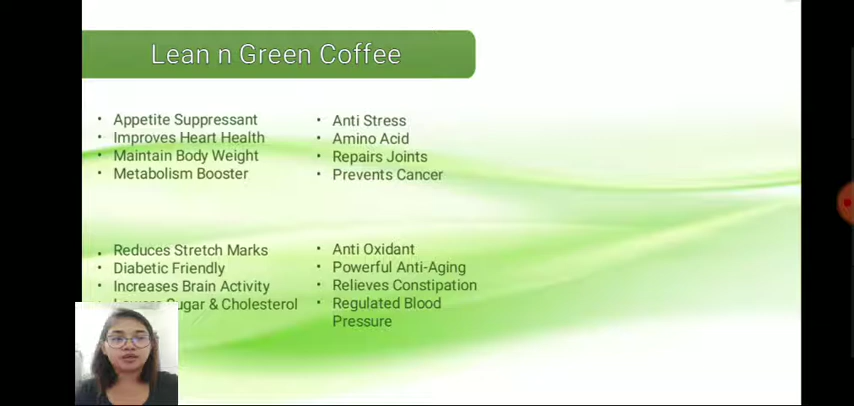 Lean n Green Coffee
• Appetite Suppressant
• Improves Heart Health
• Maintain Body Weight
• Metabolism Booster
• Anti Stress
• Amino Acid
• Repairs Joints
• Prevents Cancer
• Reduces Stretch Marks
• Diabetic Friendly
• Increases Brain Activity
Sugar & Cholesterol
• Anti Oxidant
• Powerful Anti-Aging
• Relieves Constipation
• Regulated Blood
Pressure